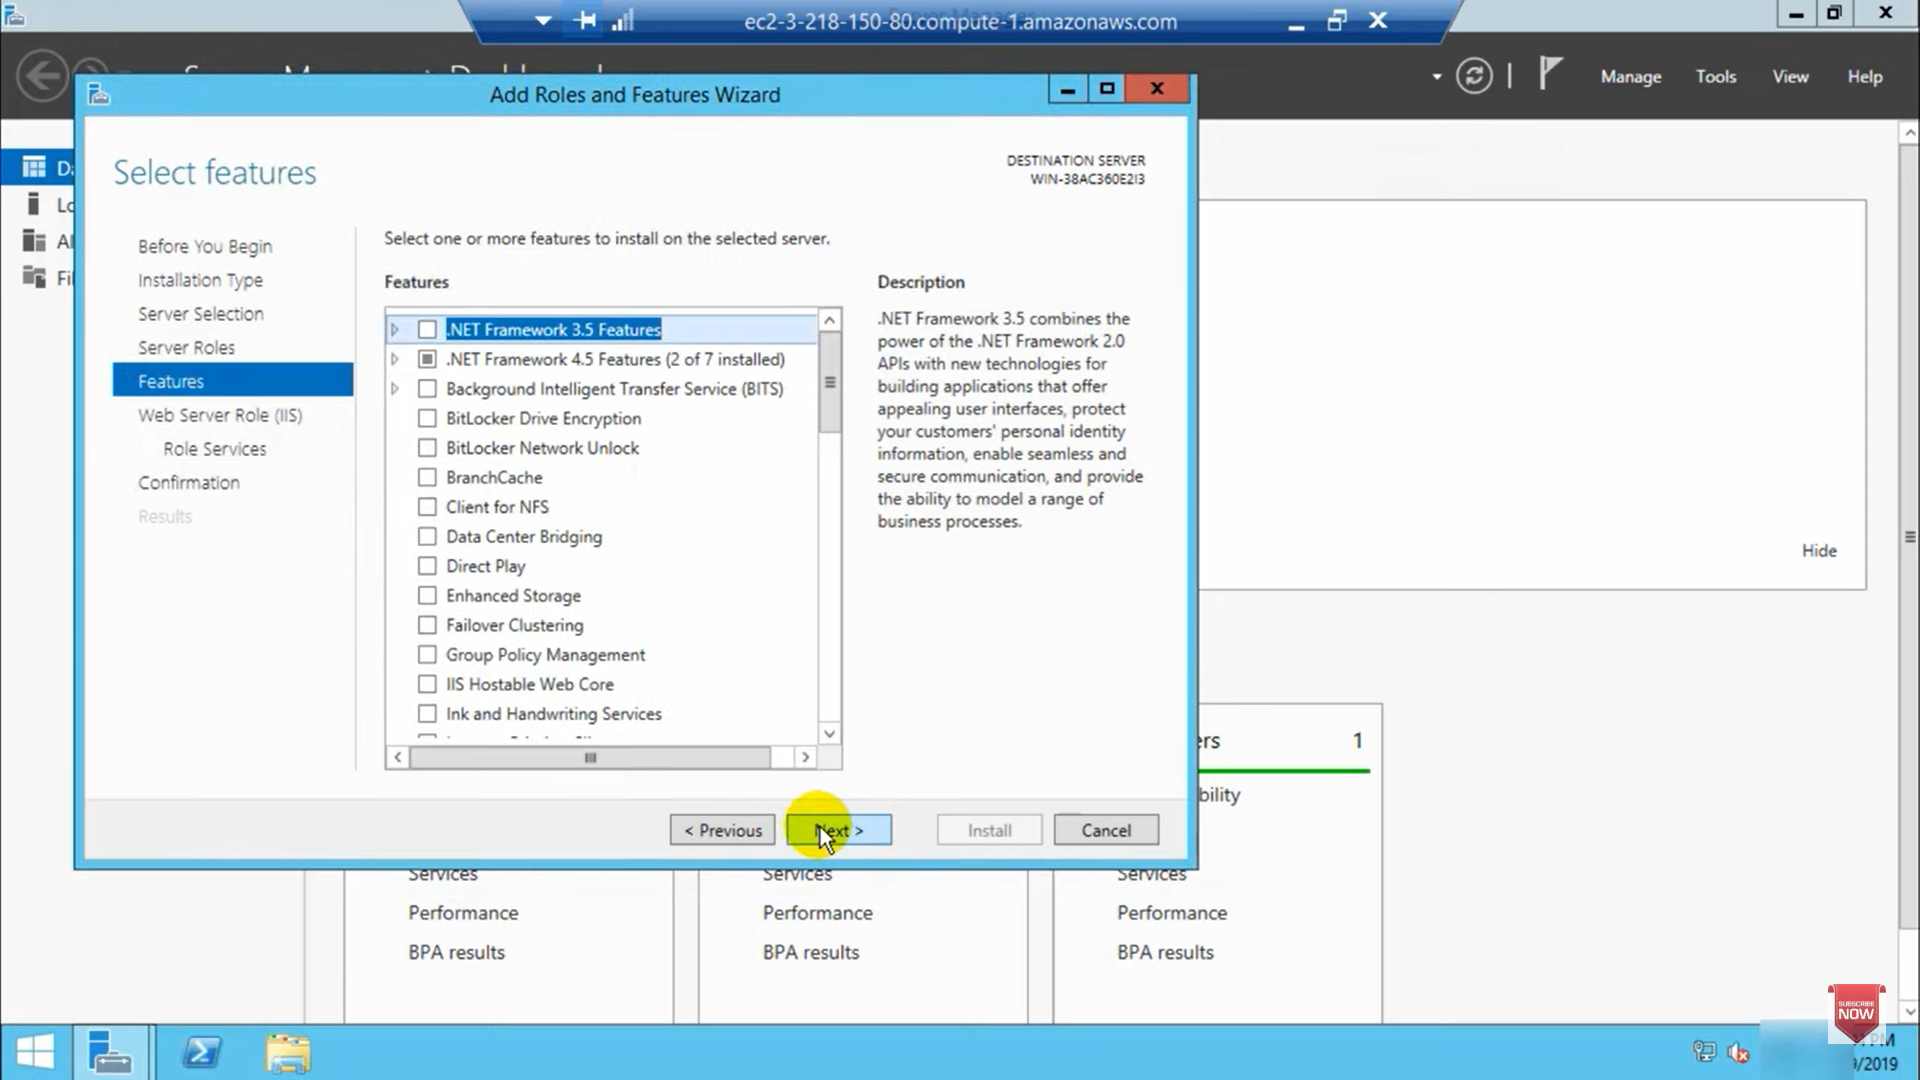 ec2-3-218-150-80.compute-1.amazonaws.com
Manage
Tools
View
Help
Add Roles and Features Wizard
Select features
DESTINATION SERVER
WIN-38AC360E2I3
Before You Begin
Installation Type
Server Selection
Server Roles
Features
Web Server Role (IIS)
Role Services
Confirmation
Results
Select one or more features to install on the selected server.
Features
.NET Framework 3.5 Features
.NET Framework 4.5 Features (2 of 7 installed)
Background Intelligent Transfer Service (BITS)
BitLocker Drive Encryption
BitLocker Network Unlock
BranchCache
Client for NFS
Data Center Bridging
Direct Play
Enhanced Storage
Failover Clustering
Group Policy Management
IIS Hostable Web Core
Ink and Handwriting Services
Description
.NET Framework 3.5 combines the
power of the .NET Framework 2.0
APIs with new technologies for
building applications that offer
appealing user interfaces, protect
your customers' personal identity
information, enable seamless and
secure communication, and provide
the ability to model a range of
business processes.
< Previous
Next >
Install
Cancel
Hide
1
Services
Performance
BPA results
Services
Performance
BPA results
Services
Performance
BPA results
SUBSCRIBE
NOW
PM
/2019